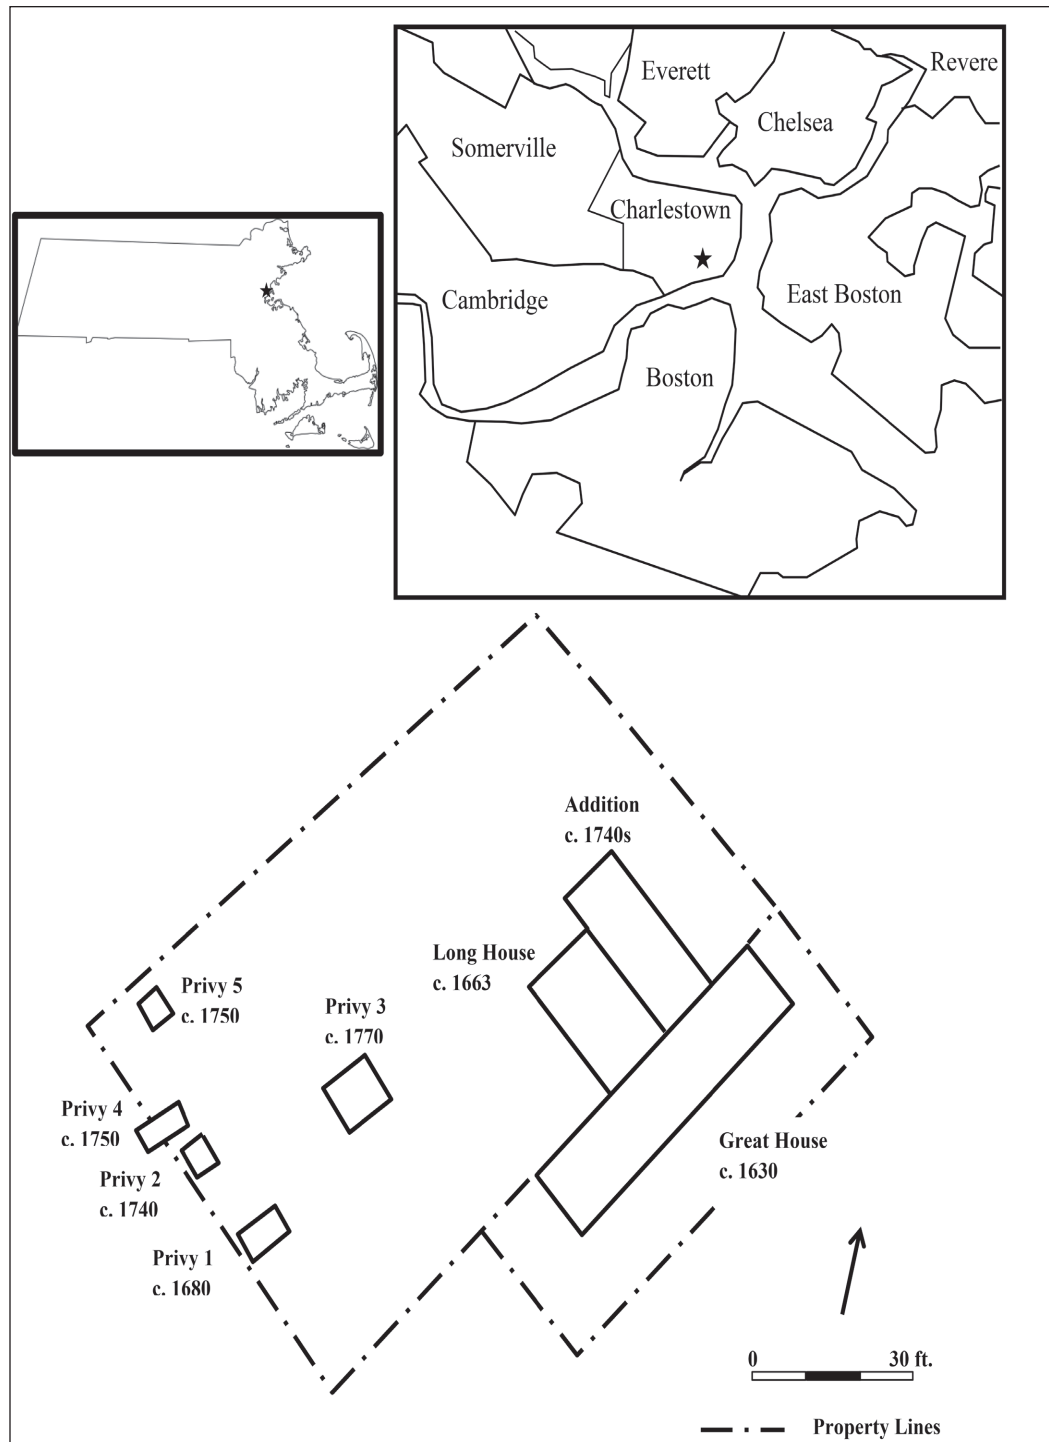 Everett
Revere
Chelsea
Somerville
Charlestown
Cambridge
East Boston
Boston
Addition
c. 1740s
Long House
c. 1663
Privy 5
c. 1750
Privy 3
c. 1770
Privy 4
c. 1750
Privy 2
c. 1740
Great House
c. 1630
Privy 1
c. 1680
0 30 ft.
Property Lines